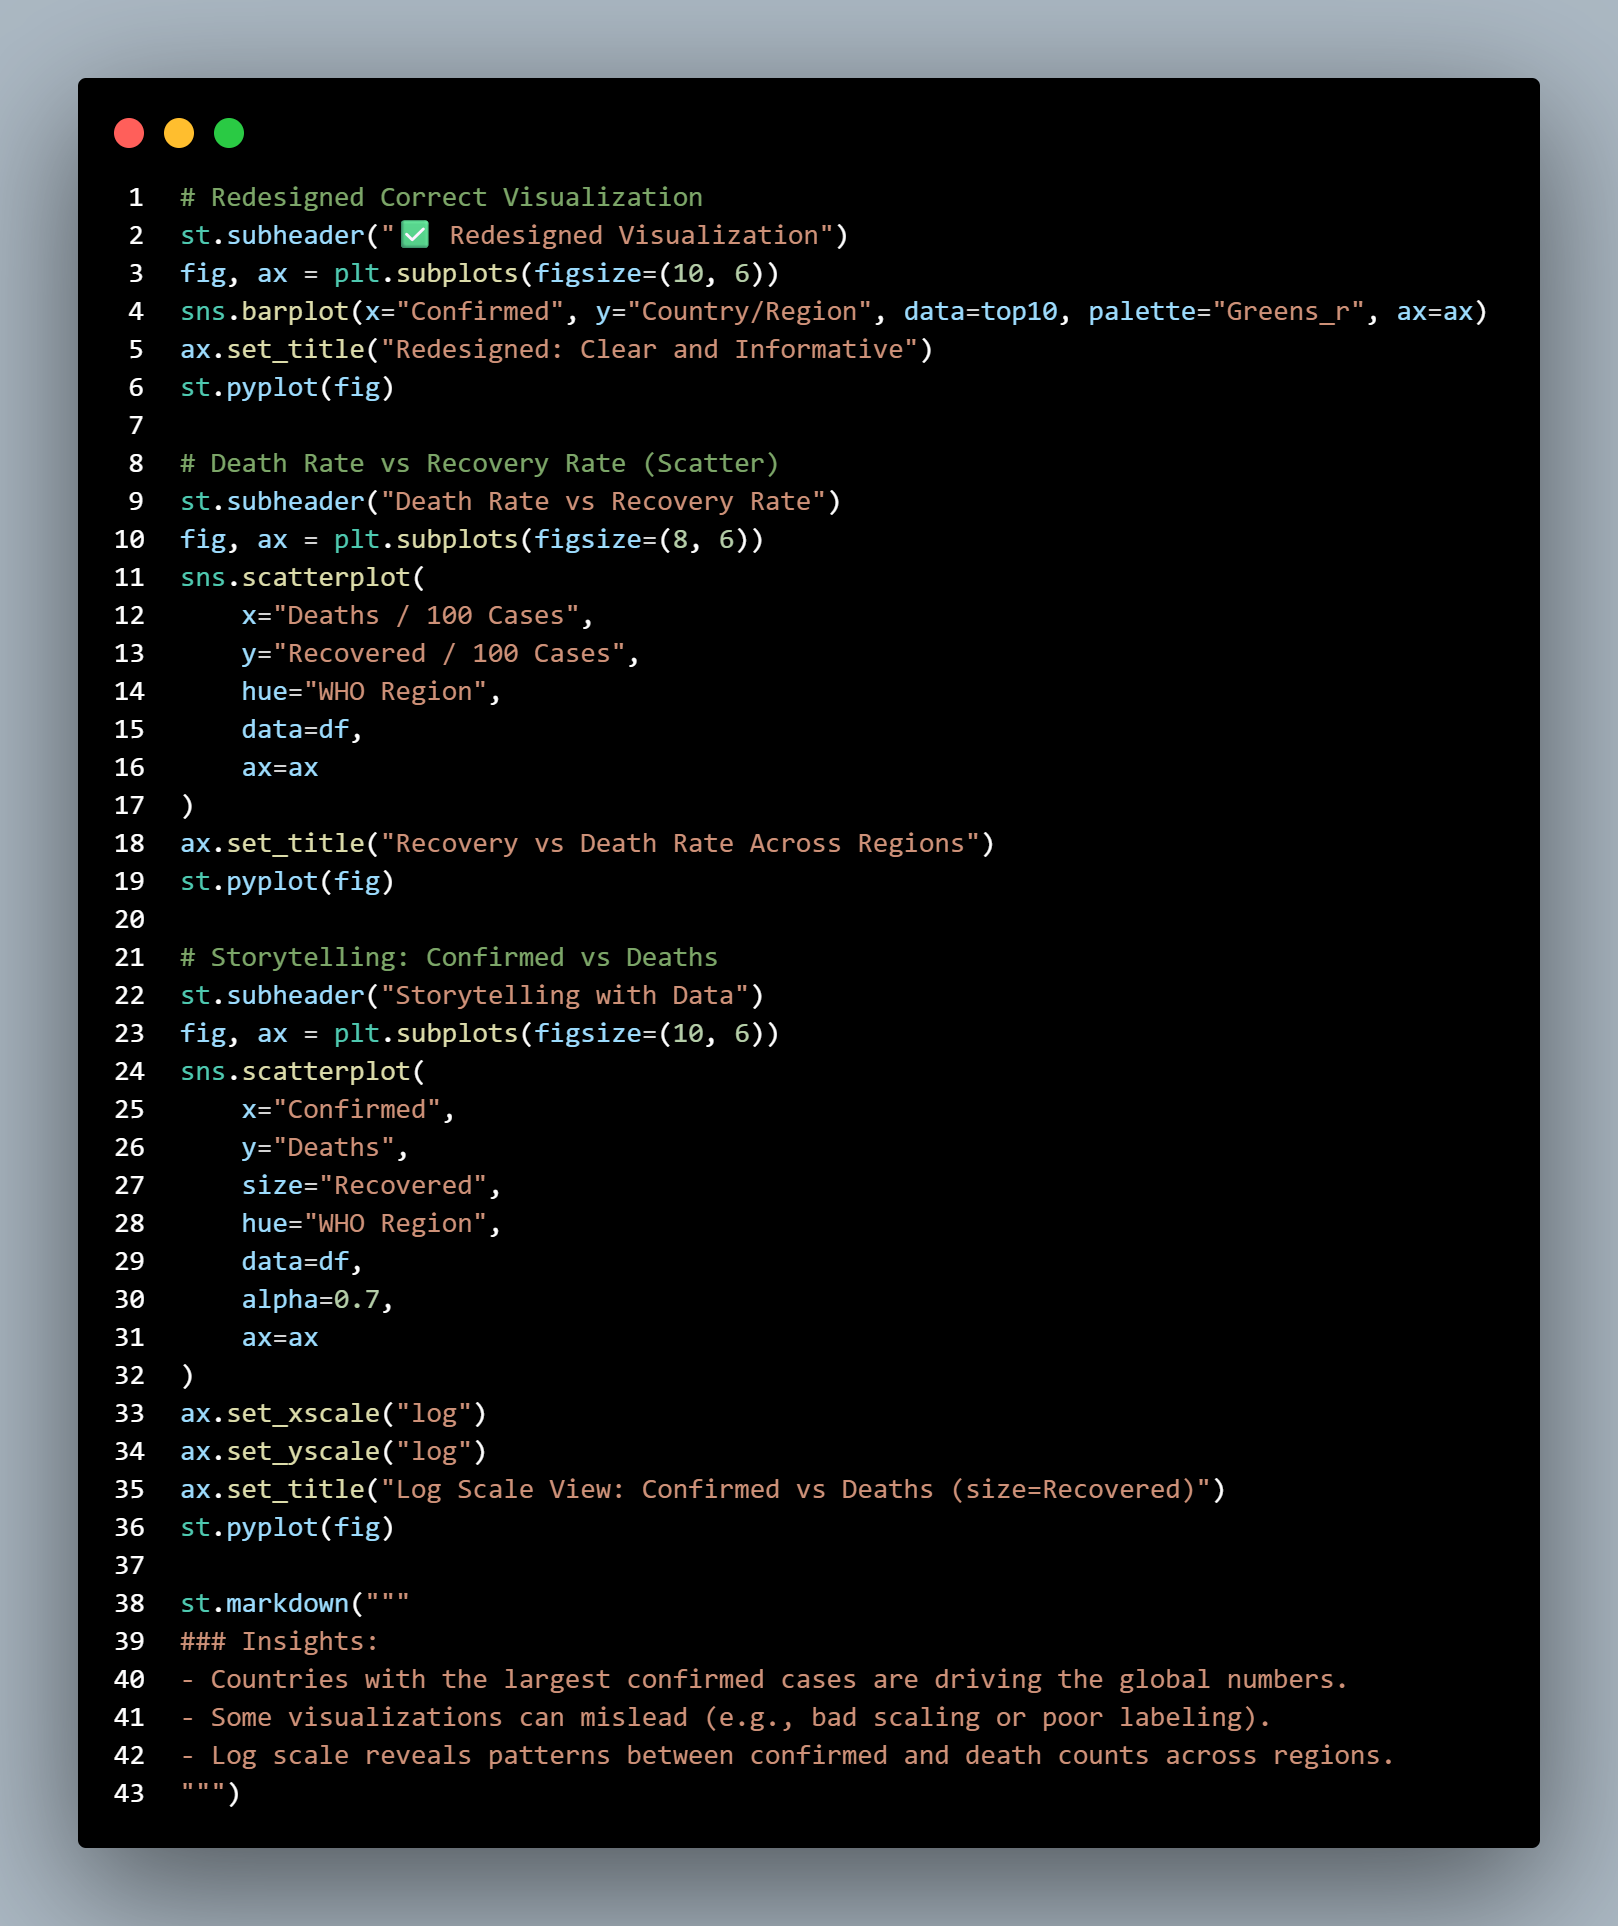 1 # Redesigned Correct Visualization
2 st.subheader("✅ Redesigned Visualization")
3 fig, ax = plt.subplots(figsize=(10, 6))
4 sns.barplot(x="Confirmed", y="Country/Region", data=top10, palette="Greens_r", ax=ax)
5 ax.set_title("Redesigned: Clear and Informative")
6 st.pyplot(fig)
7
8 # Death Rate vs Recovery Rate (Scatter)
9 st.subheader("Death Rate vs Recovery Rate")
10 fig, ax = plt.subplots(figsize=(8, 6))
11 sns.scatterplot(
12     x="Deaths / 100 Cases",
13     y="Recovered / 100 Cases",
14     hue="WHO Region",
15     data=df,
16     ax=ax
17 )
18 ax.set_title("Recovery vs Death Rate Across Regions")
19 st.pyplot(fig)
20
21 # Storytelling: Confirmed vs Deaths
22 st.subheader("Storytelling with Data")
23 fig, ax = plt.subplots(figsize=(10, 6))
24 sns.scatterplot(
25     x="Confirmed",
26     y="Deaths",
27     size="Recovered",
28     hue="WHO Region",
29     data=df,
30     alpha=0.7,
31     ax=ax
32 )
33 ax.set_xscale("log")
34 ax.set_yscale("log")
35 ax.set_title("Log Scale View: Confirmed vs Deaths (size=Recovered)")
36 st.pyplot(fig)
37
38 st.markdown("""
39 ### Insights:
40 - Countries with the largest confirmed cases are driving the global numbers.
41 - Some visualizations can mislead (e.g., bad scaling or poor labeling).
42 - Log scale reveals patterns between confirmed and death counts across regions.
43 """)